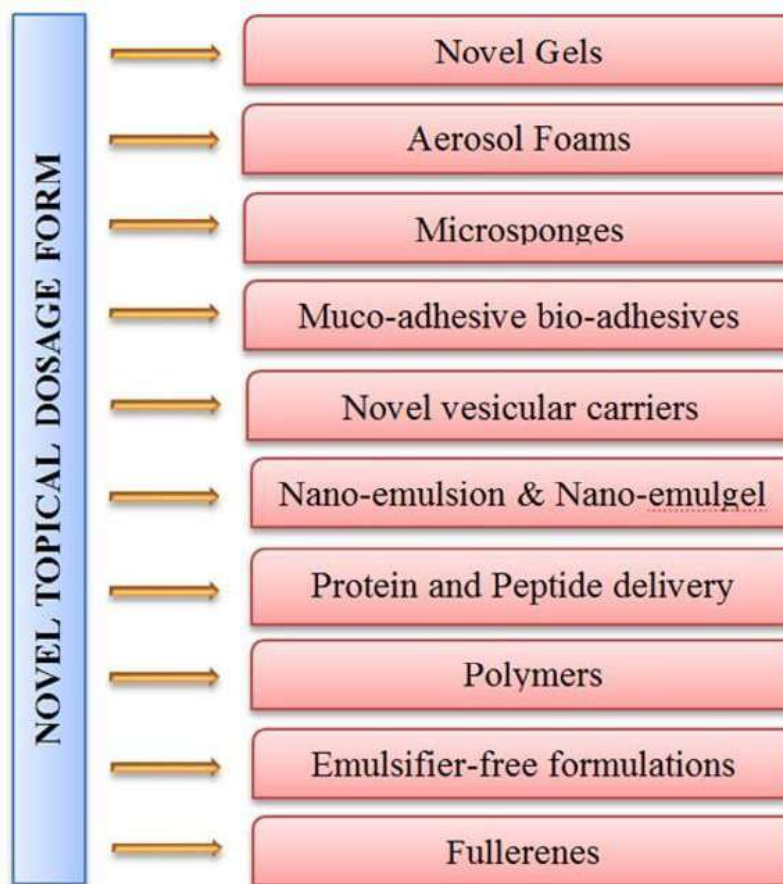 NOVEL TOPICAL DOSAGE FORM
Novel Gels
Aerosol Foams
Microsponges
Muco-adhesive bio-adhesives
Novel vesicular carriers
Nano-emulsion & Nano-emulgel
Protein and Peptide delivery
Polymers
Emulsifier-free formulations
Fullerenes